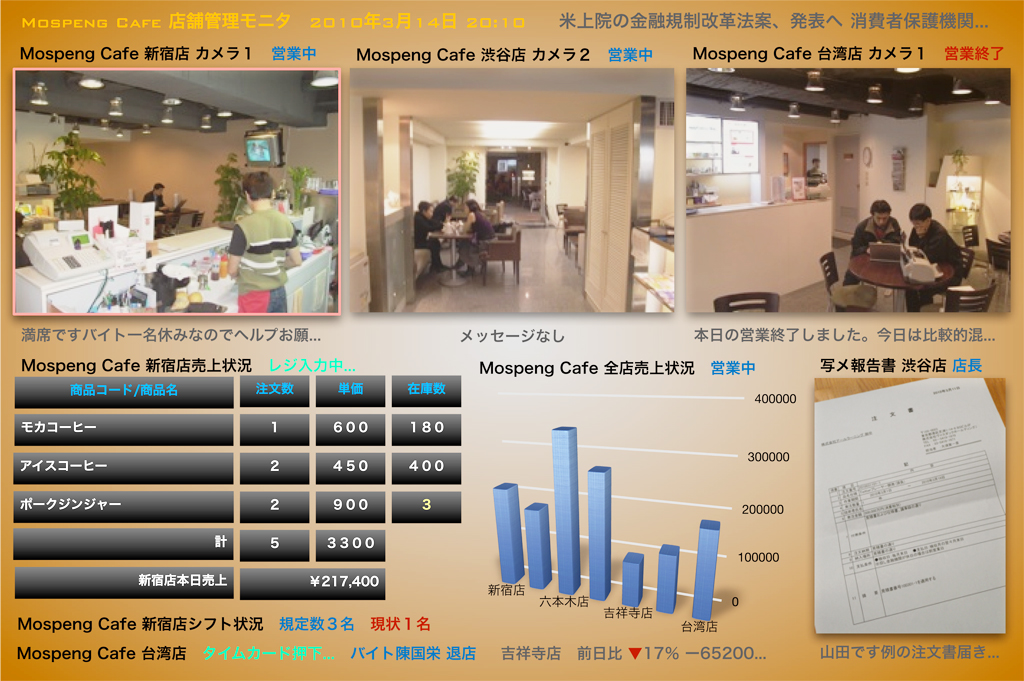 Mospeng Cafe 店舗管理モニタ 2010年3月14日 20:10 米上院の金融規制改革法案、発表へ 消費者保護機関...
Mospeng Cafe 新宿店 カメラ１ 営業中
Mospeng Cafe 渋谷店 カメラ２ 営業中
Mospeng Cafe 台湾店 カメラ１ 営業終了
満席ですバイト一名休みなのでヘルプお願...
メッセージなし
本日の営業終了しました。今日は比較的混...
Mospeng Cafe 新宿店売上状況 レジ入力中...
商品コード/商品名 注文数 単価 在庫数
モカコーヒー 1 600 180
アイスコーヒー 2 450 400
ポークジンジャー 2 900 3
計 5 3300
新宿店本日売上 ¥217,400
Mospeng Cafe 全店売上状況 営業中
400000
300000
200000
100000
0
新宿店
六本木店
吉祥寺店
台湾店
写メ報告書 渋谷店 店長
注 文 書
山田です例の注文書届き...
Mospeng Cafe 新宿店シフト状況 規定数３名 現状１名
Mospeng Cafe 台湾店 タイムカード押下... バイト陳国栄 退店 吉祥寺店 前日比 ▼17% ー65200...